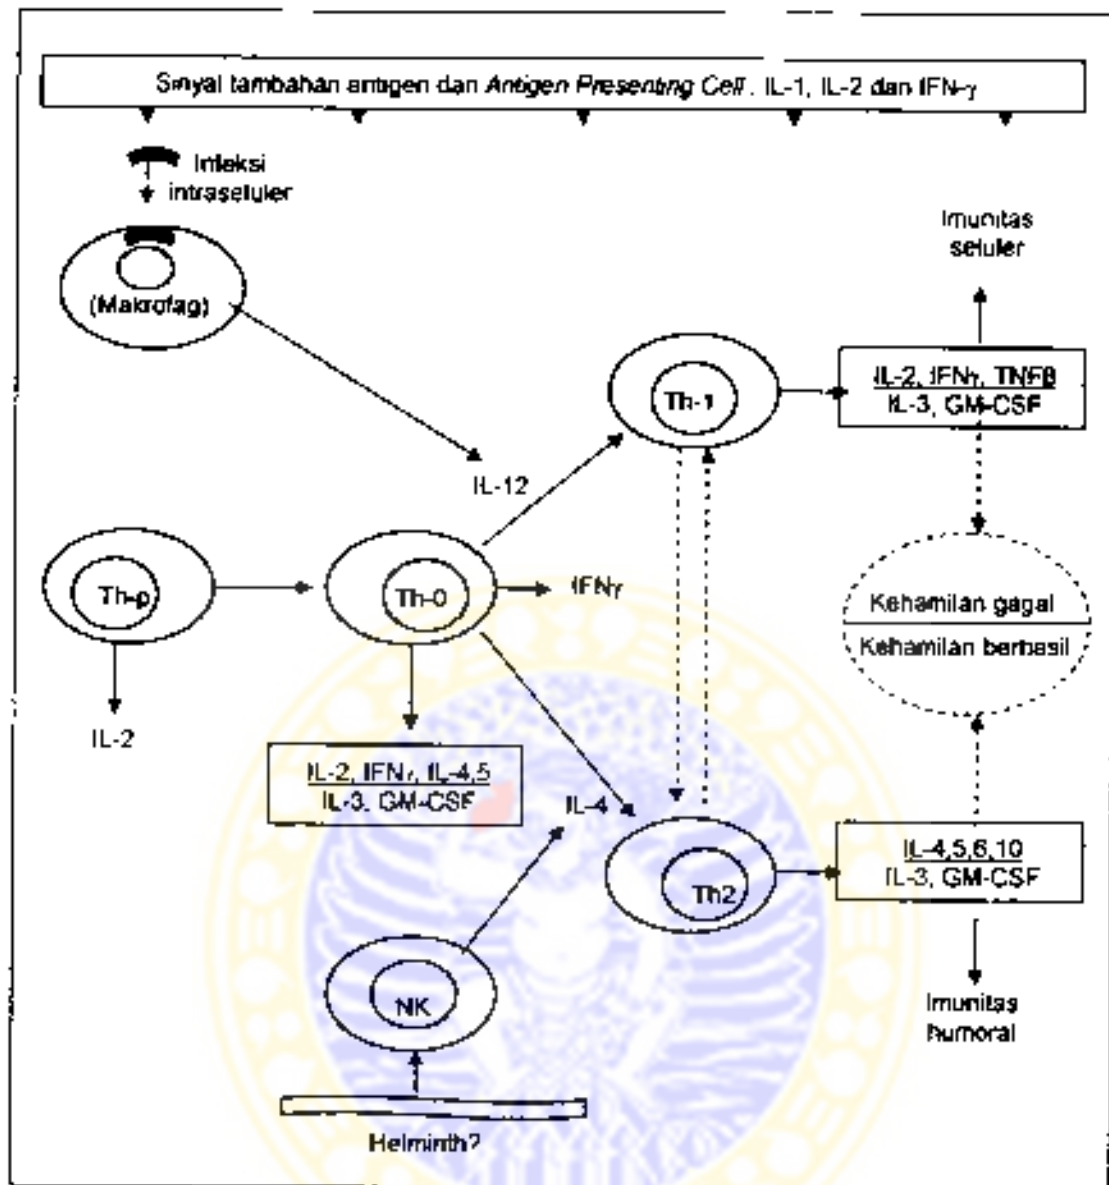 Sinyal tambahan antigen dan Antigen Presenting Cell . IL-1, IL-2 dan IFN-γ
Infeksi
intraseluler
(Makrofag)
Imunitas
seluler
Th-1
IL-2, IFNγ, TNFβ
IL-3, GM-CSF
IL-12
Th-p
Th-0
IFNγ
Kehamilan gagal
Kehamilan berhasil
IL-2
IL-2, IFNγ, IL-4,5
IL-3, GM-CSF
IL-4
Th2
IL-4,5,6,10
IL-3, GM-CSF
NK
Imunitas
humoral
Helminth?